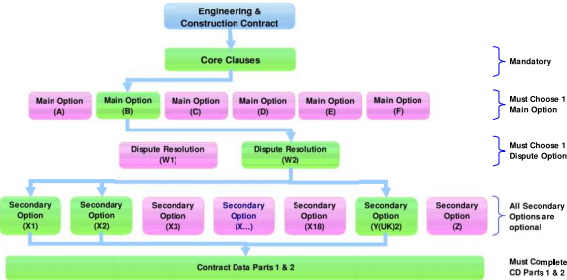 Engineering &
Construction Contract
Core Clauses
Mandatory
Main Option
(A)
Main Option
(B)
Main Option
(C)
Main Option
(D)
Main Option
(E)
Main Option
(F)
Must Choose 1
Main Option
Dispute Resolution
(W1)
Dispute Resolution
(W2)
Must Choose 1
Dispute Option
Secondary
Option
(X1)
Secondary
Option
(X2)
Secondary
Option
(X3)
Secondary
Option
(X...)
Secondary
Option
(X18)
Secondary
Option
(Y(UK)2)
Secondary
Option
(Z)
All Secondary
Options are
optional
Contract Data Parts 1 & 2
Must Complete
CD Parts 1 & 2